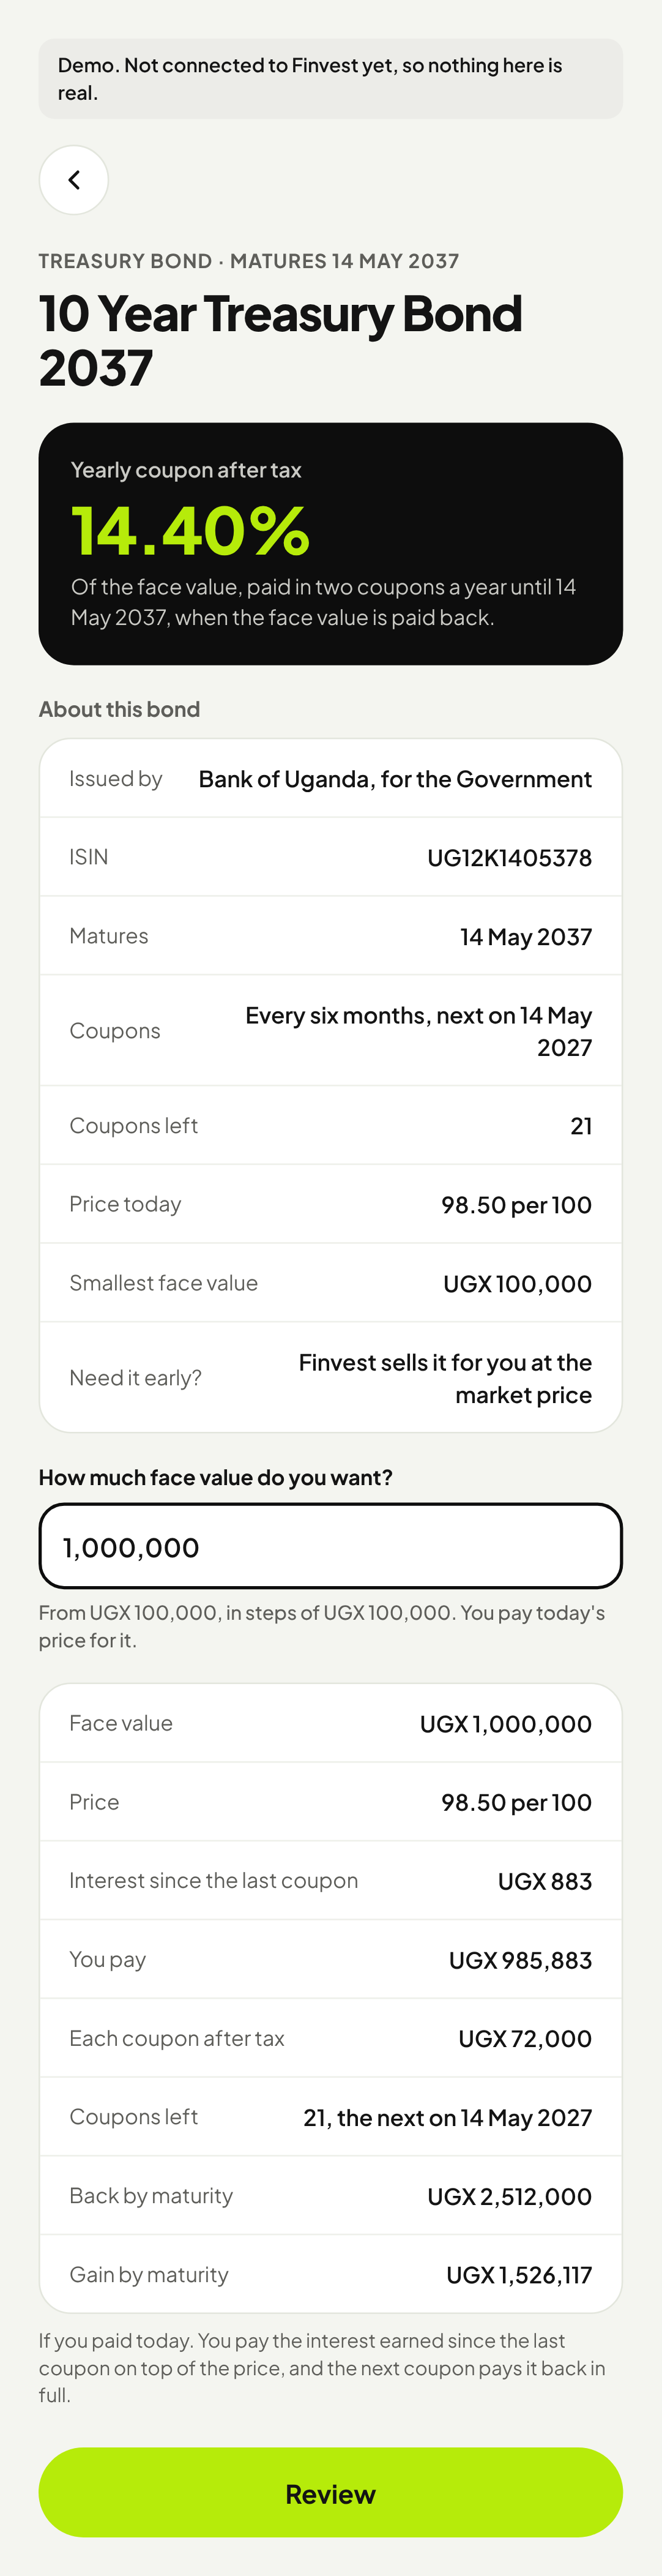 Demo. Not connected to Finvest yet, so nothing here is
real.
TREASURY BOND · MATURES 14 MAY 2037
10 Year Treasury Bond
2037
Yearly coupon after tax
14.40%
Of the face value, paid in two coupons a year until 14
May 2037, when the face value is paid back.
About this bond
Issued by Bank of Uganda, for the Government
ISIN UG12K1405378
Matures 14 May 2037
Coupons Every six months, next on 14 May
2027
Coupons left 21
Price today 98.50 per 100
Smallest face value UGX 100,000
Need it early? Finvest sells it for you at the
market price
How much face value do you want?
1,000,000
From UGX 100,000, in steps of UGX 100,000. You pay today's
price for it.
Face value UGX 1,000,000
Price 98.50 per 100
Interest since the last coupon UGX 883
You pay UGX 985,883
Each coupon after tax UGX 72,000
Coupons left 21, the next on 14 May 2027
Back by maturity UGX 2,512,000
Gain by maturity UGX 1,526,117
If you paid today. You pay the interest earned since the last
coupon on top of the price, and the next coupon pays it back in
full.
Review